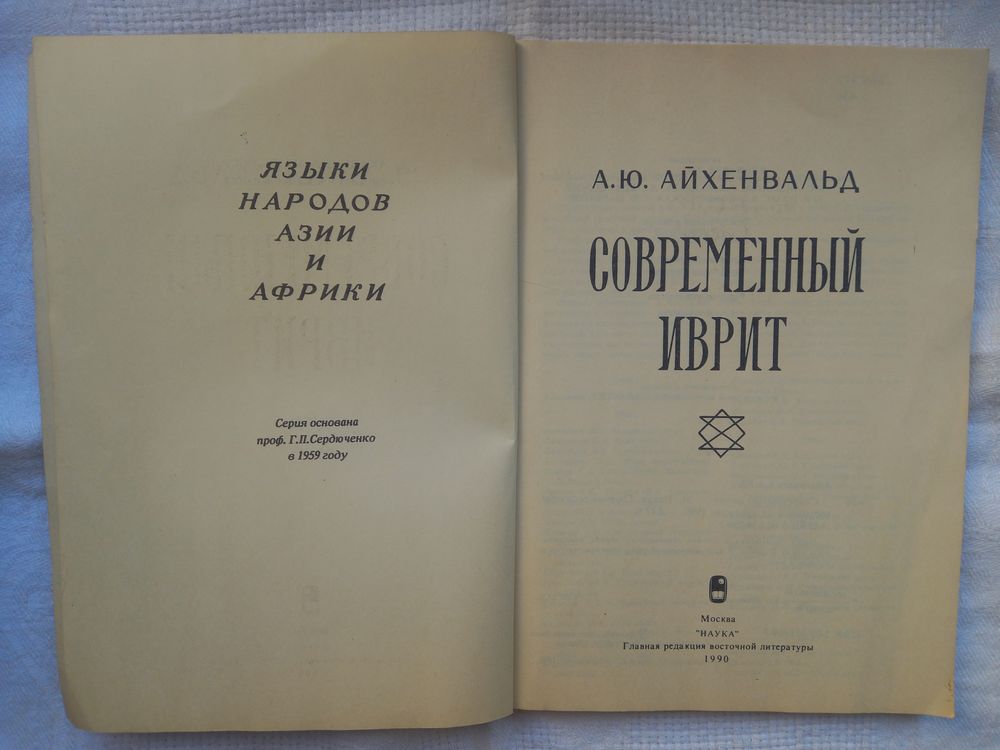 ЯЗЫКИ
НАРОДОВ
АЗИИ
И
АФРИКИ
Серия основана
проф. Г.П.Сердюченко
в 1959 году
А.Ю. АЙХЕНВАЛЬД
СОВРЕМЕННЫЙ
ИВРИТ
Москва
"НАУКА"
Главная редакция восточной литературы
1990